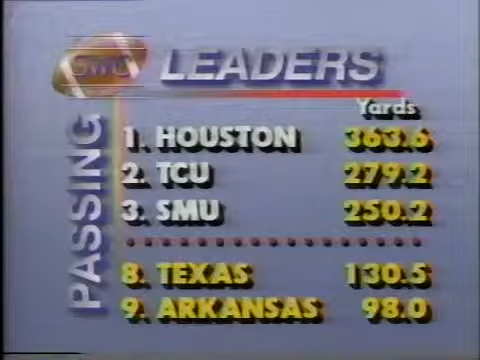 SWC LEADERS
PASSING
Yards
1. HOUSTON 363.6
2. TCU 279.2
3. SMU 250.2
8. TEXAS 130.5
9. ARKANSAS 98.0